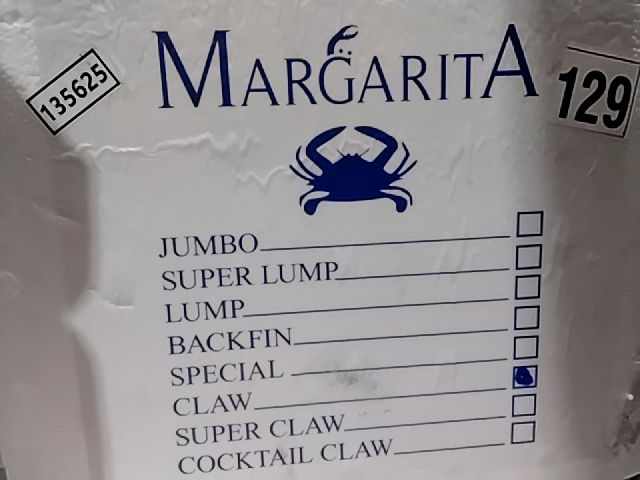 MARGARITA
135625
129
JUMBO
SUPER LUMP
LUMP
BACKFIN
SPECIAL
CLAW
SUPER CLAW
COCKTAIL CLAW